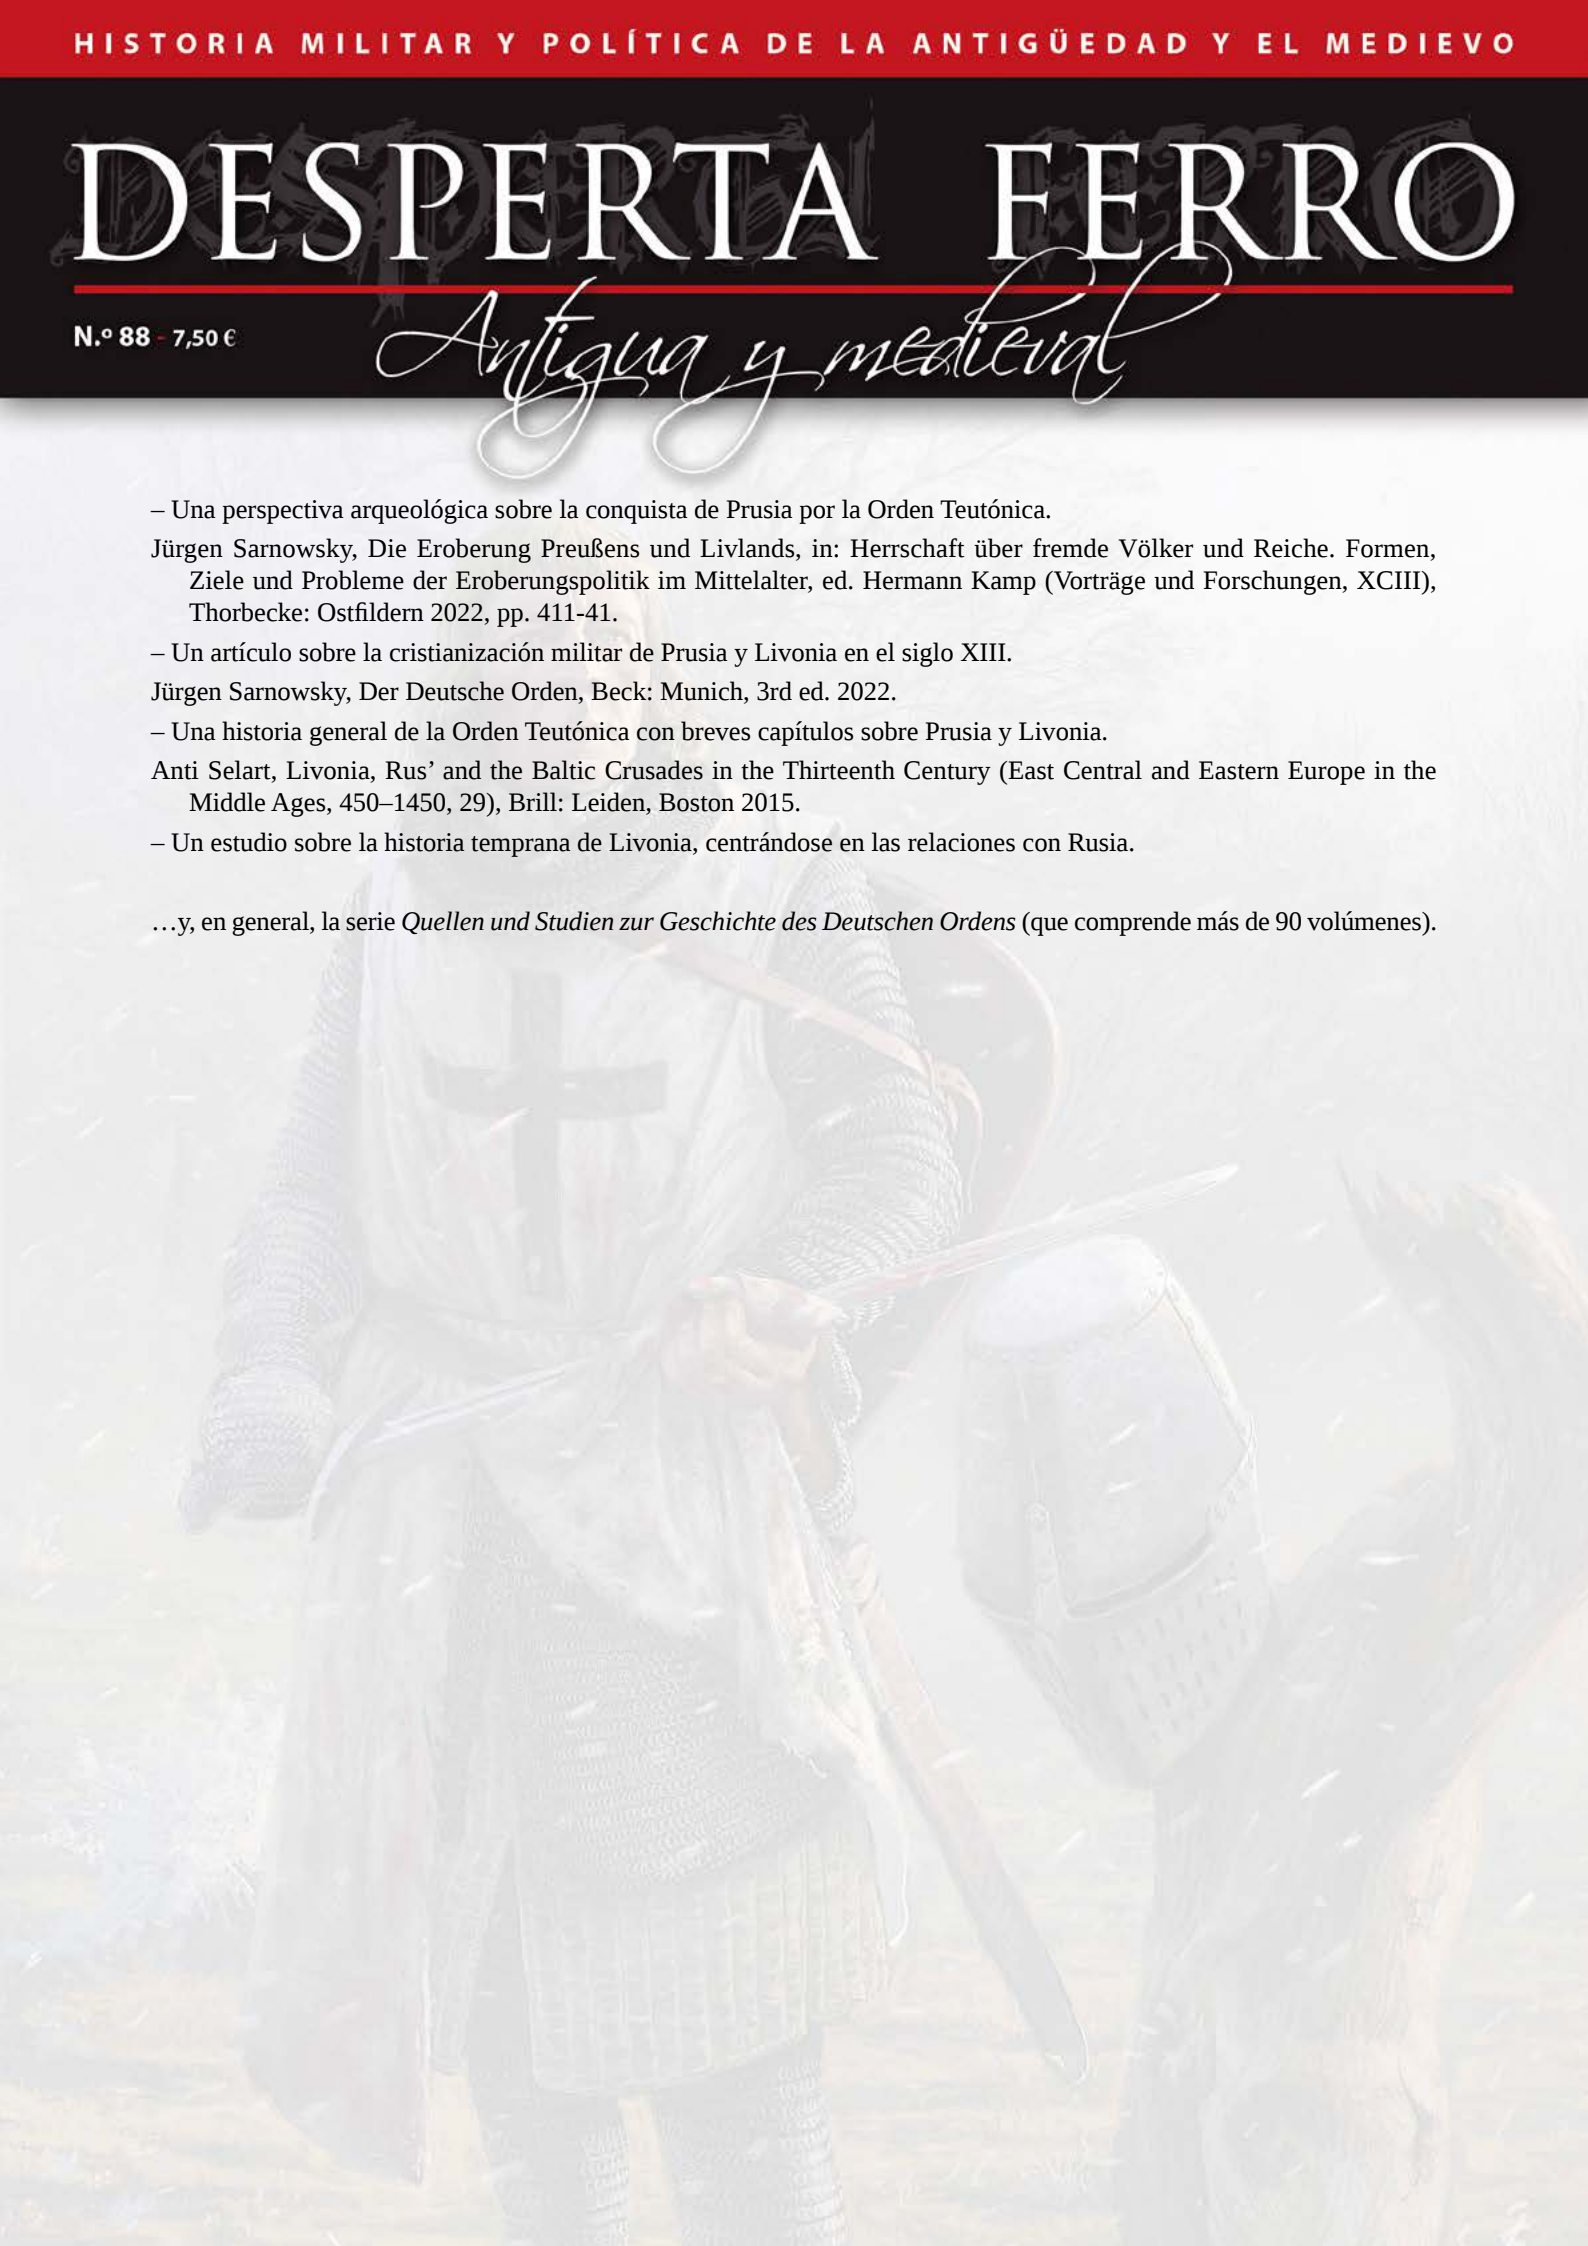 HISTORIA MILITAR Y POLÍTICA DE LA ANTIGÜEDAD Y EL MEDIEVO
DESPERTA FERRO
Antigua y medieval
N.º 88 - 7,50 €
– Una perspectiva arqueológica sobre la conquista de Prusia por la Orden Teutónica.
Jürgen Sarnowsky, Die Eroberung Preußens und Livlands, in: Herrschaft über fremde Völker und Reiche. Formen,
Ziele und Probleme der Eroberungspolitik im Mittelalter, ed. Hermann Kamp (Vorträge und Forschungen, XCIII),
Thorbecke: Ostfildern 2022, pp. 411-41.
– Un artículo sobre la cristianización militar de Prusia y Livonia en el siglo XIII.
Jürgen Sarnowsky, Der Deutsche Orden, Beck: Munich, 3rd ed. 2022.
– Una historia general de la Orden Teutónica con breves capítulos sobre Prusia y Livonia.
Anti Selart, Livonia, Rus’ and the Baltic Crusades in the Thirteenth Century (East Central and Eastern Europe in the
Middle Ages, 450–1450, 29), Brill: Leiden, Boston 2015.
– Un estudio sobre la historia temprana de Livonia, centrándose en las relaciones con Rusia.
…y, en general, la serie Quellen und Studien zur Geschichte des Deutschen Ordens (que comprende más de 90 volúmenes).